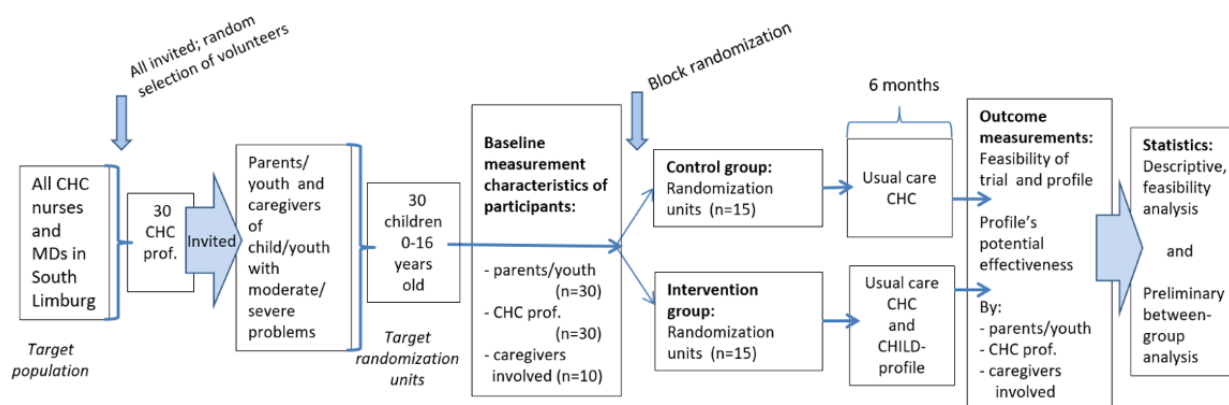 All invited; random
selection of volunteers
All CHC
nurses
and
MDs in
South
Limburg
Target
population
30
CHC
prof.
Invited
Parents/
youth and
caregivers
of
child/youth
with
moderate/
severe
problems
30
children
0-16
years
old
Target
randomization
units
Baseline
measurement
characteristics of
participants:
- parents/youth
(n=30)
- CHC prof.
(n=30)
- caregivers
involved (n=10)
Block randomization
Control group:
Randomization
units (n=15)
Intervention
group:
Randomization
units (n=15)
6 months
Usual care
CHC
Usual care
CHC
and
CHILD-
profile
Outcome
measurements:
Feasibility of
trial and profile
Profile's
potential
effectiveness
By:
- parents/youth
- CHC prof.
- caregivers
involved
Statistics:
Descriptive,
feasibility
analysis
and
Preliminary
between-
group
analysis